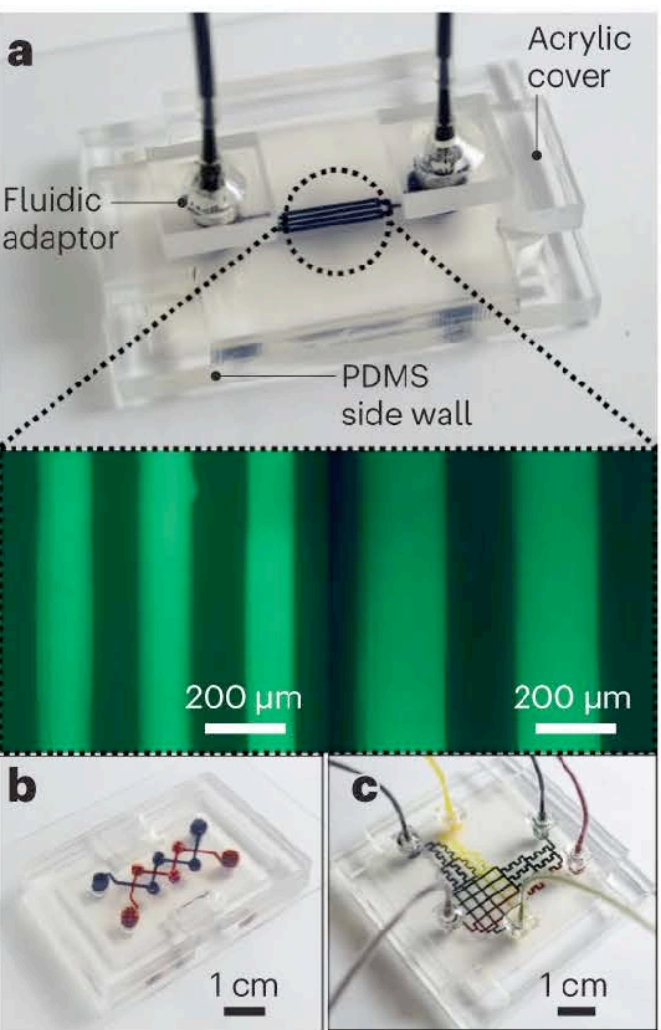 a
Acrylic
cover
Fluidic
adaptor
PDMS
side wall
200 µm
200 µm
b
c
1 cm
1 cm